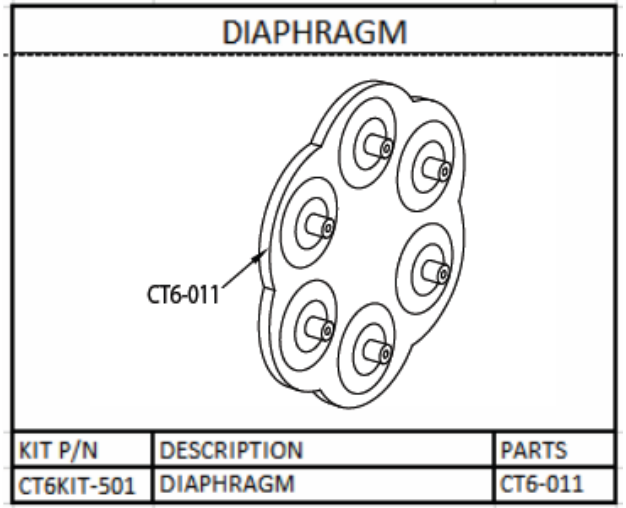 DIAPHRAGM
CT6-011
KIT P/N DESCRIPTION PARTS
CT6KIT-501 DIAPHRAGM CT6-011